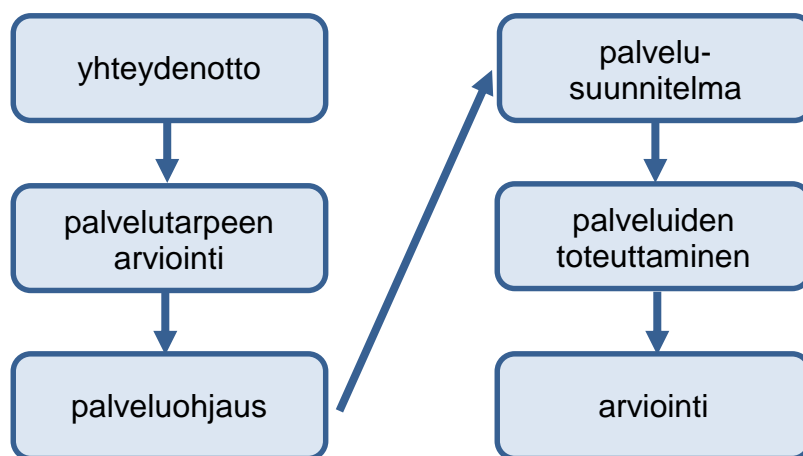 yhteydenotto
palvelutarpeen
arviointi
palveluohjaus
palvelu-
suunnitelma
palveluiden
toteuttaminen
arviointi